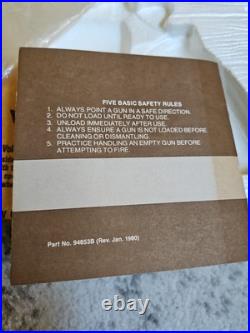 FIVE BASIC SAFETY RULES
1. ALWAYS POINT A GUN IN A SAFE DIRECTION.
2. DO NOT LOAD UNTIL READY TO USE.
3. UNLOAD IMMEDIATELY AFTER USE.
4. ALWAYS ENSURE A GUN IS NOT LOADED BEFORE
CLEANING OR DISMANTLING.
5. PRACTICE HANDLING AN EMPTY GUN BEFORE
ATTEMPTING TO FIRE.
Part No. 94853B (Rev. Jan. 1980)